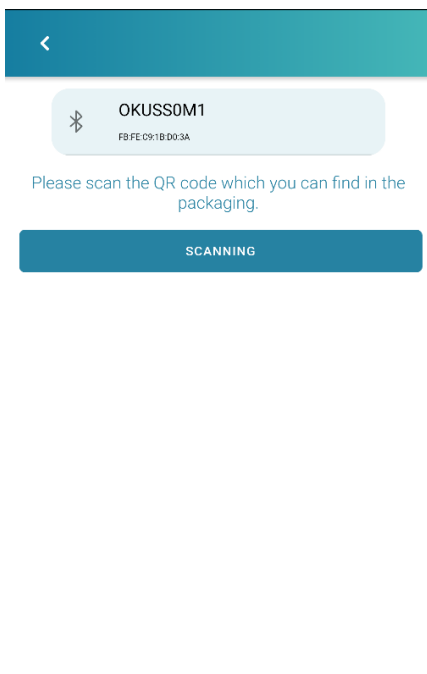 OKUSS0M1
FB:FE:C9:1B:D0:3A
Please scan the QR code which you can find in the
packaging.
SCANNING